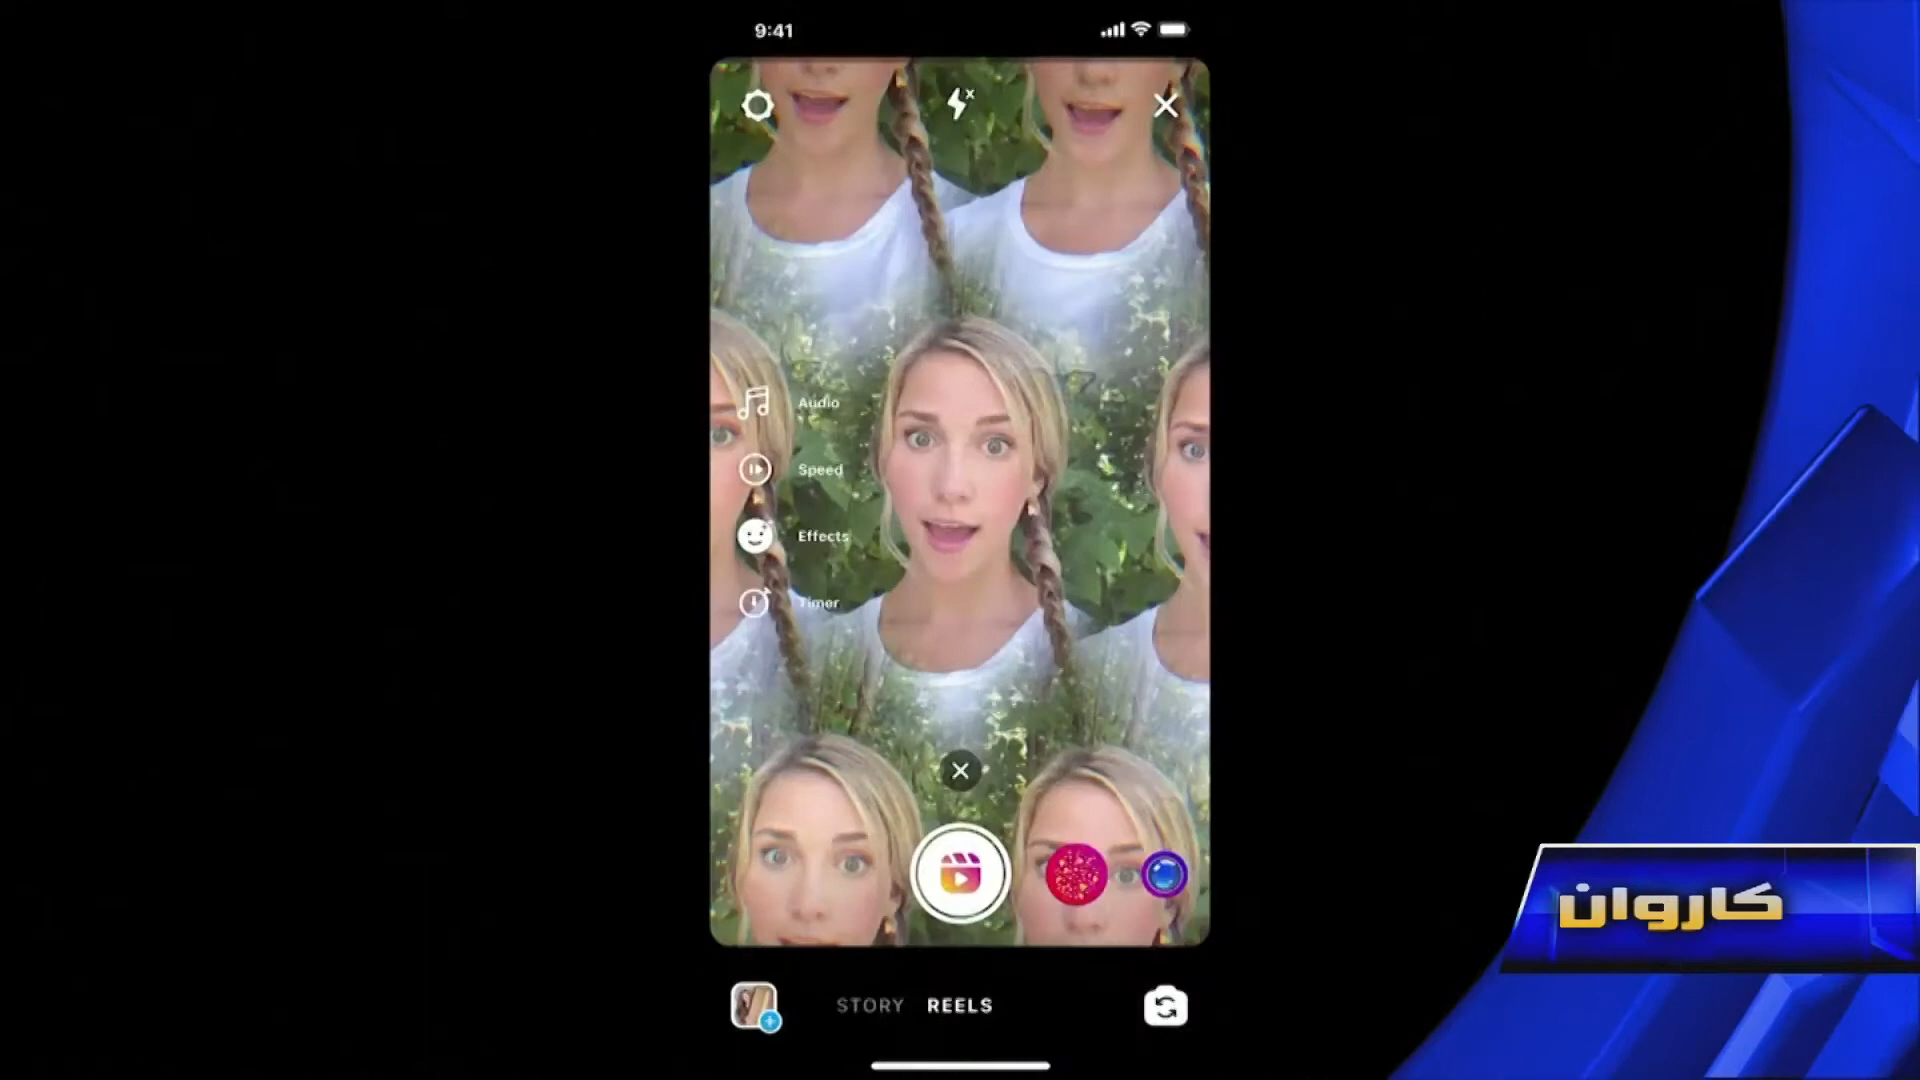 9:41
Audio
Speed
Effects
Timer
STORY REELS
کاروان